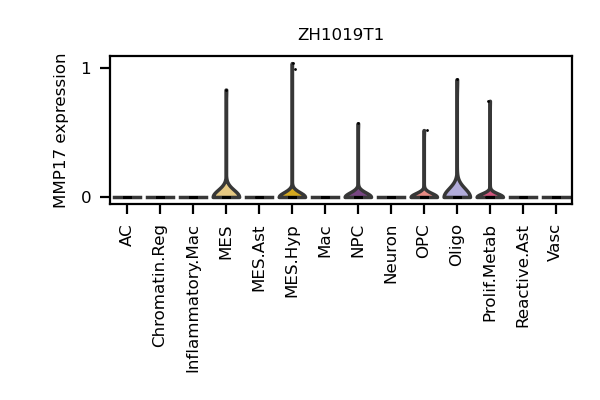 ZH1019T1
MMP17 expression
1
0
AC
Chromatin.Reg
Inflammatory.Mac
MES
MES.Ast
MES.Hyp
Mac
NPC
Neuron
OPC
Oligo
Prolif.Metab
Reactive.Ast
Vasc